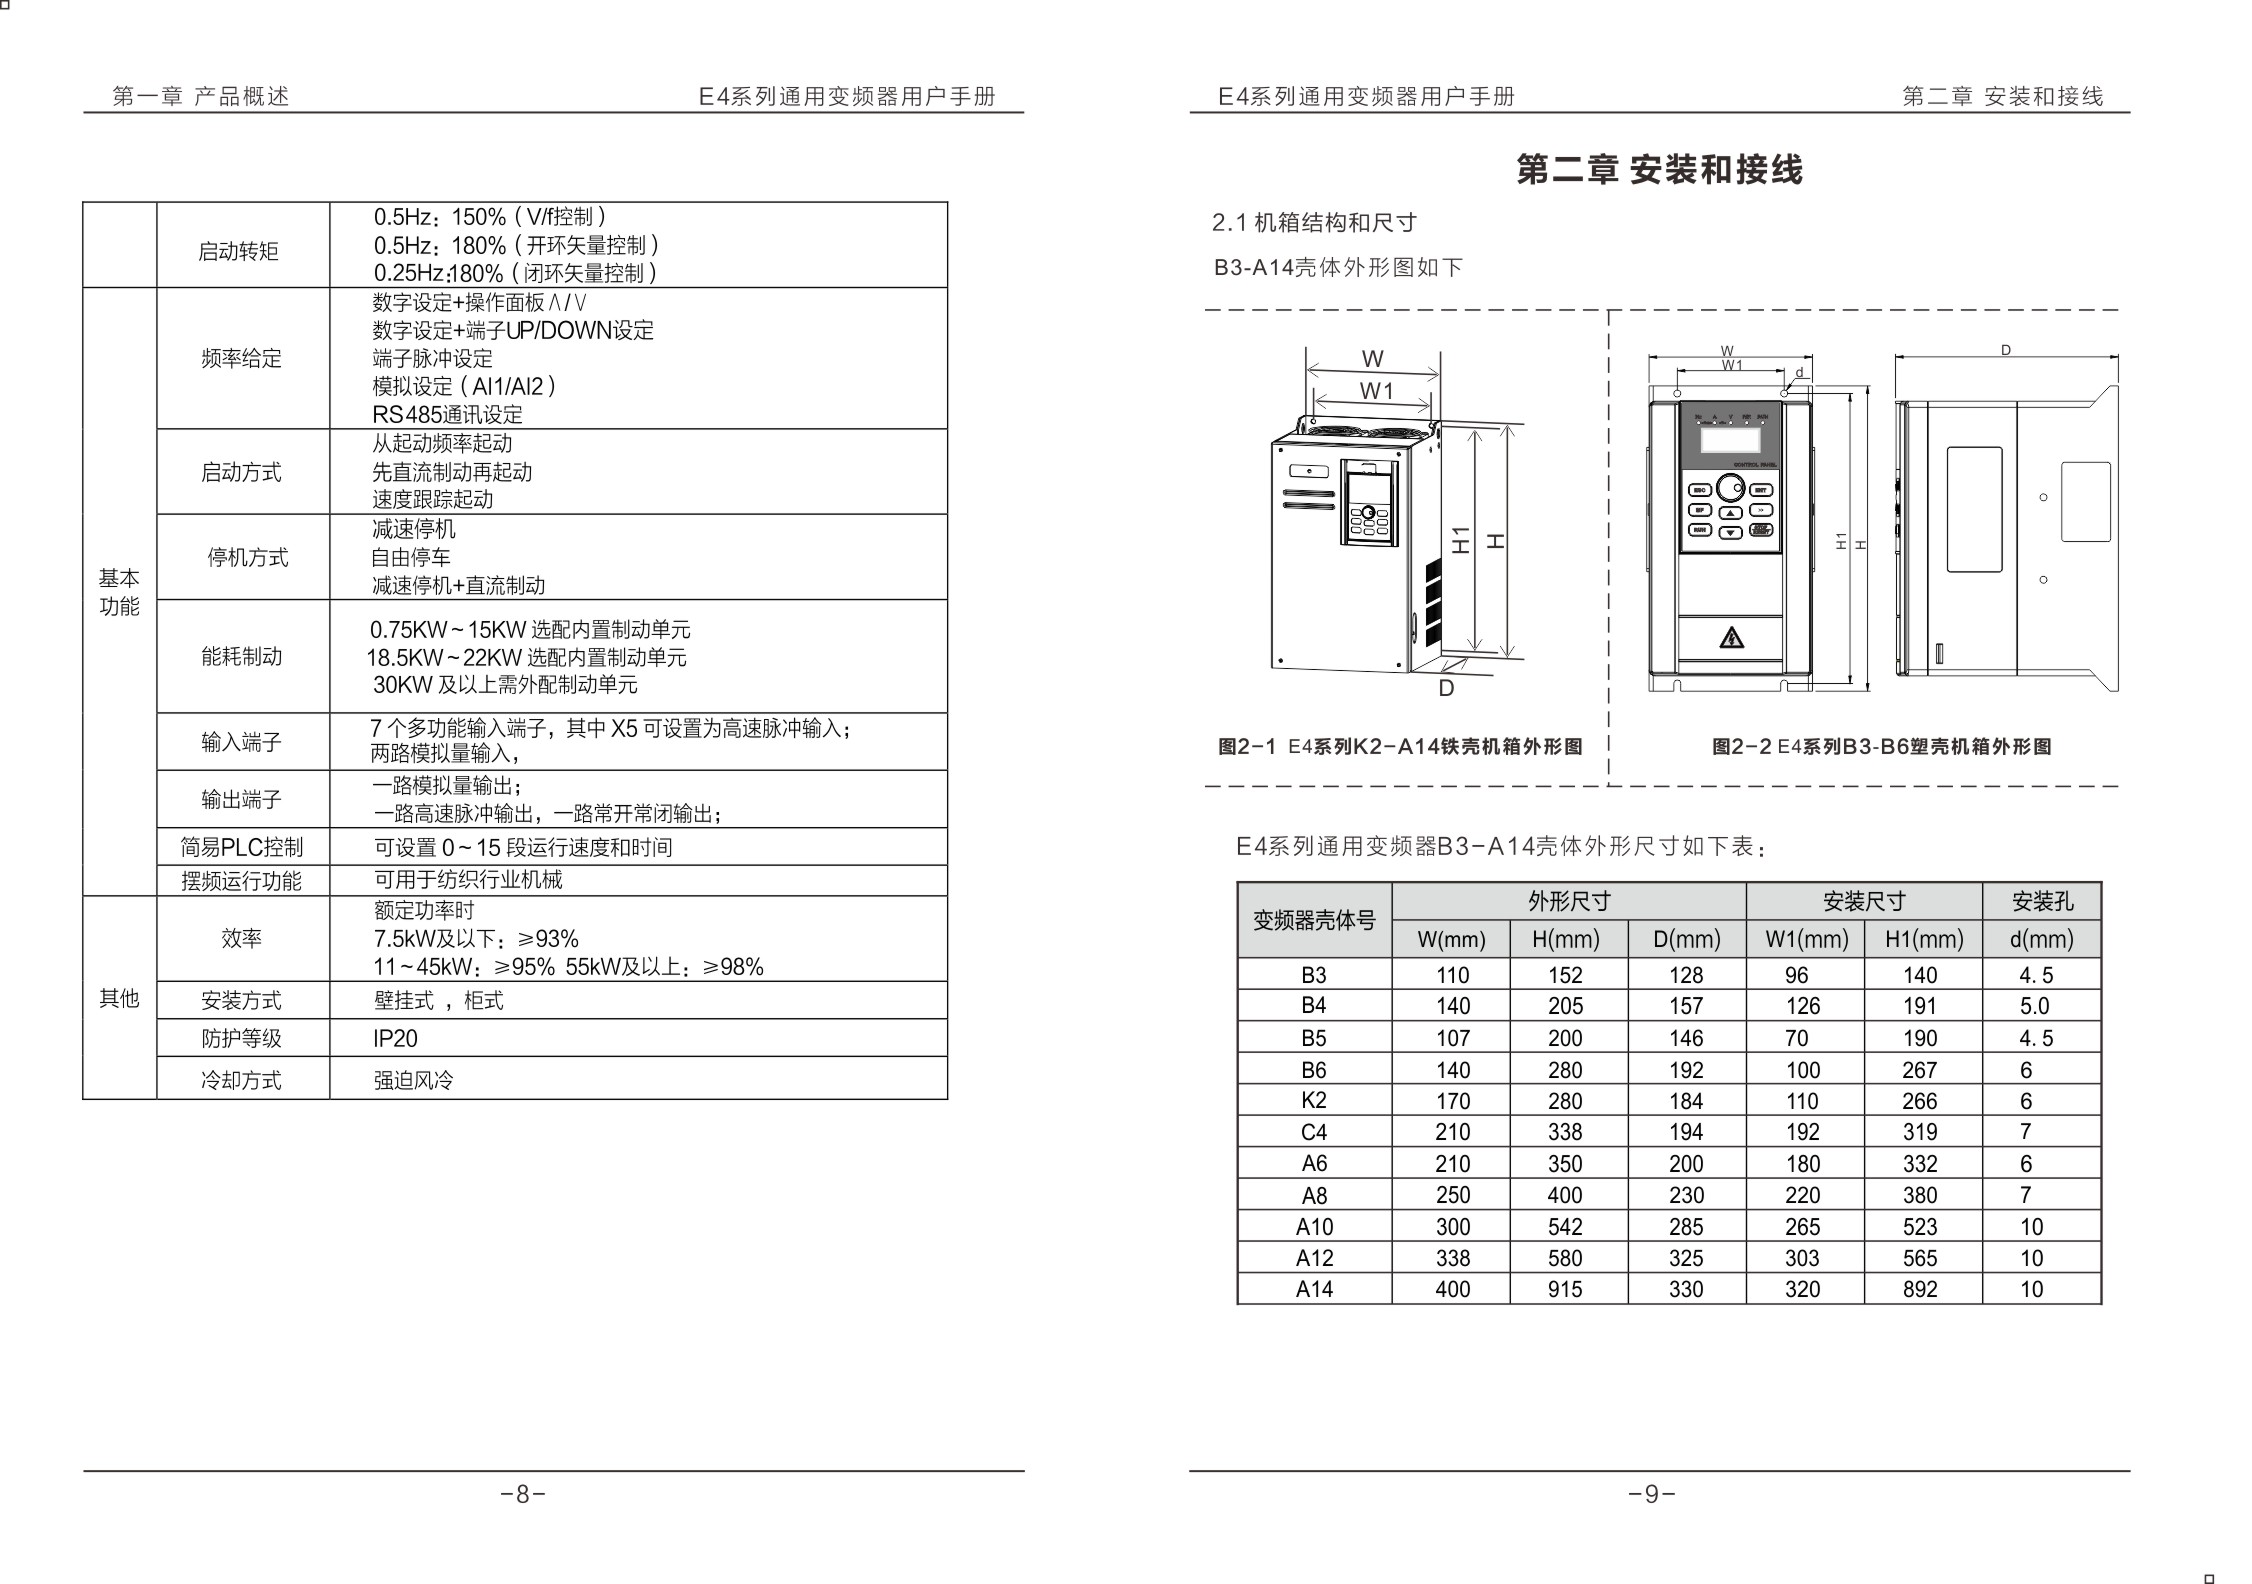 第一章 产品概述
E4系列通用变频器用户手册
启动转矩
0.5Hz：150%（V/f控制）
0.5Hz：180%（开环矢量控制）
0.25Hz:180%（闭环矢量控制）
基本
功能
频率给定
数字设定+操作面板∧/∨
数字设定+端子UP/DOWN设定
端子脉冲设定
模拟设定（AI1/AI2）
RS485通讯设定
启动方式
从起动频率起动
先直流制动再起动
速度跟踪起动
停机方式
减速停机
自由停车
减速停机+直流制动
能耗制动
0.75KW~15KW 选配内置制动单元
18.5KW~22KW 选配内置制动单元
30KW 及以上需外配制动单元
输入端子
7 个多功能输入端子，其中 X5 可设置为高速脉冲输入；
两路模拟量输入，
输出端子
一路模拟量输出；
一路高速脉冲输出，一路常开常闭输出；
简易PLC控制
可设置 0~15 段运行速度和时间
摆频运行功能
可用于纺织行业机械
其他
效率
额定功率时
7.5kW及以下：≥93%
11~45kW：≥95% 55kW及以上：≥98%
安装方式
壁挂式 ，柜式
防护等级
IP20
冷却方式
强迫风冷
-8-
E4系列通用变频器用户手册
第二章 安装和接线
第二章 安装和接线
2.1 机箱结构和尺寸
B3-A14壳体外形图如下
W
W1
H1
H
D
图2-1 E4系列K2-A14铁壳机箱外形图
W
W1
d
D
H1
H
CONTROL PANEL
ESC
ENT
MF
>>
RUN
STOP
RESET
图2-2 E4系列B3-B6塑壳机箱外形图
E4系列通用变频器B3-A14壳体外形尺寸如下表：
变频器壳体号 外形尺寸 安装尺寸 安装孔
W(mm) H(mm) D(mm) W1(mm) H1(mm) d(mm)
B3 110 152 128 96 140 4.5
B4 140 205 157 126 191 5.0
B5 107 200 146 70 190 4.5
B6 140 280 192 100 267 6
K2 170 280 184 110 266 6
C4 210 338 194 192 319 7
A6 210 350 200 180 332 6
A8 250 400 230 220 380 7
A10 300 542 285 265 523 10
A12 338 580 325 303 565 10
A14 400 915 330 320 892 10
-9-